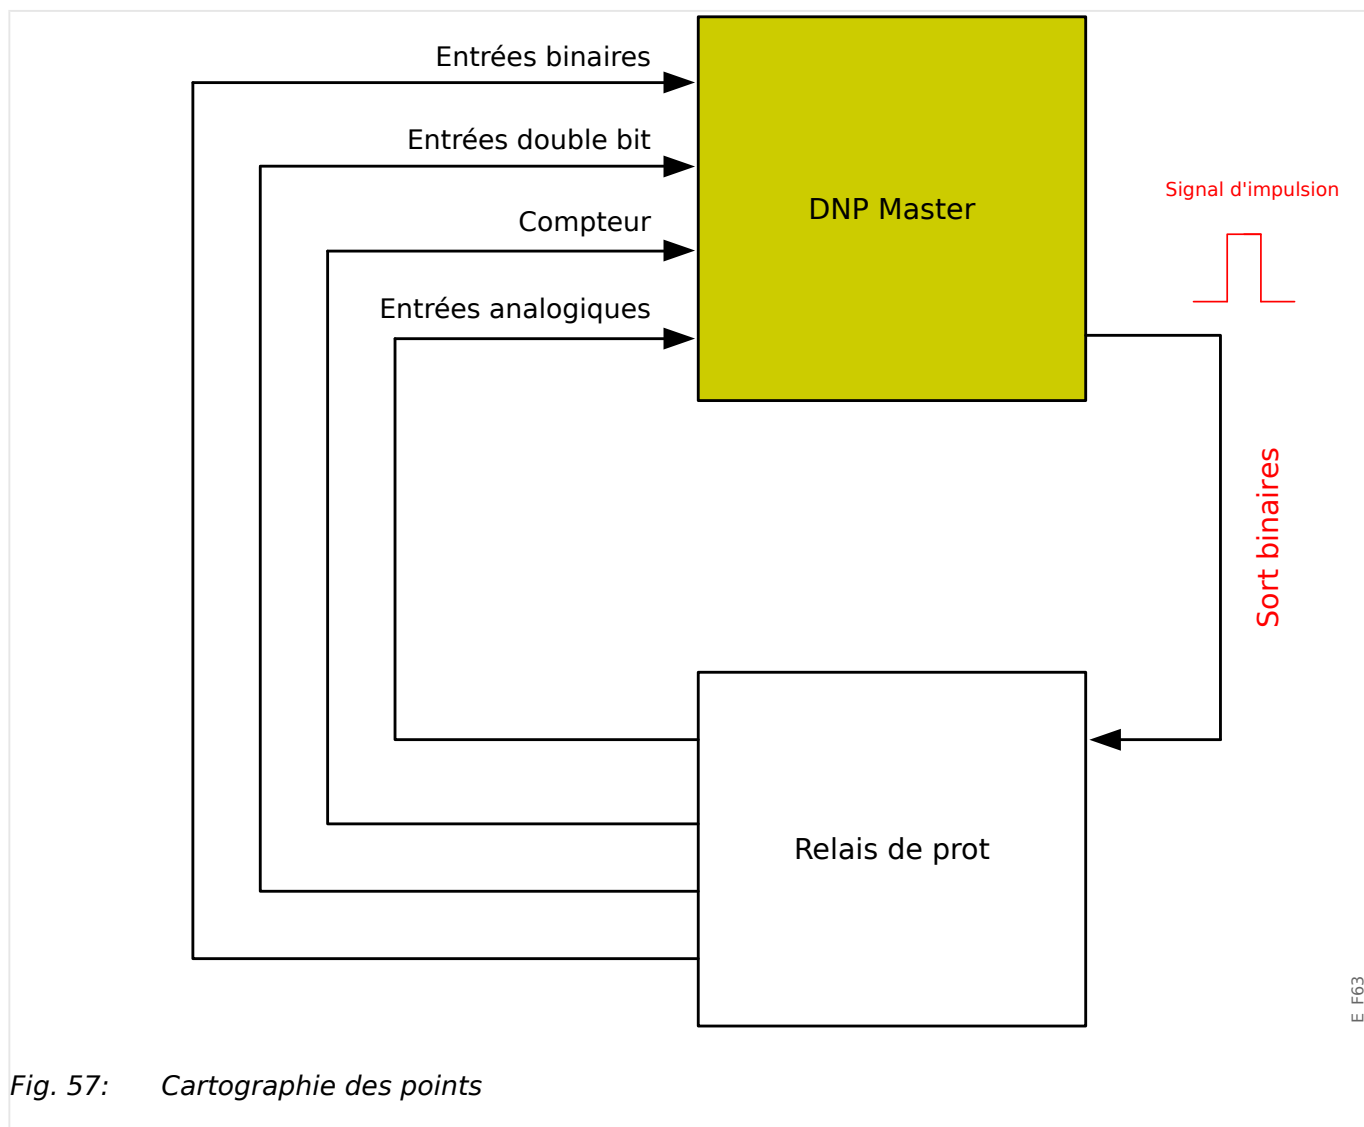 Entrées binaires
Entrées double bit
Compteur
Entrées analogiques
DNP Master
Signal d'impulsion
Sort binaires
Relais de prot
E_F63
Fig. 57: Cartographie des points